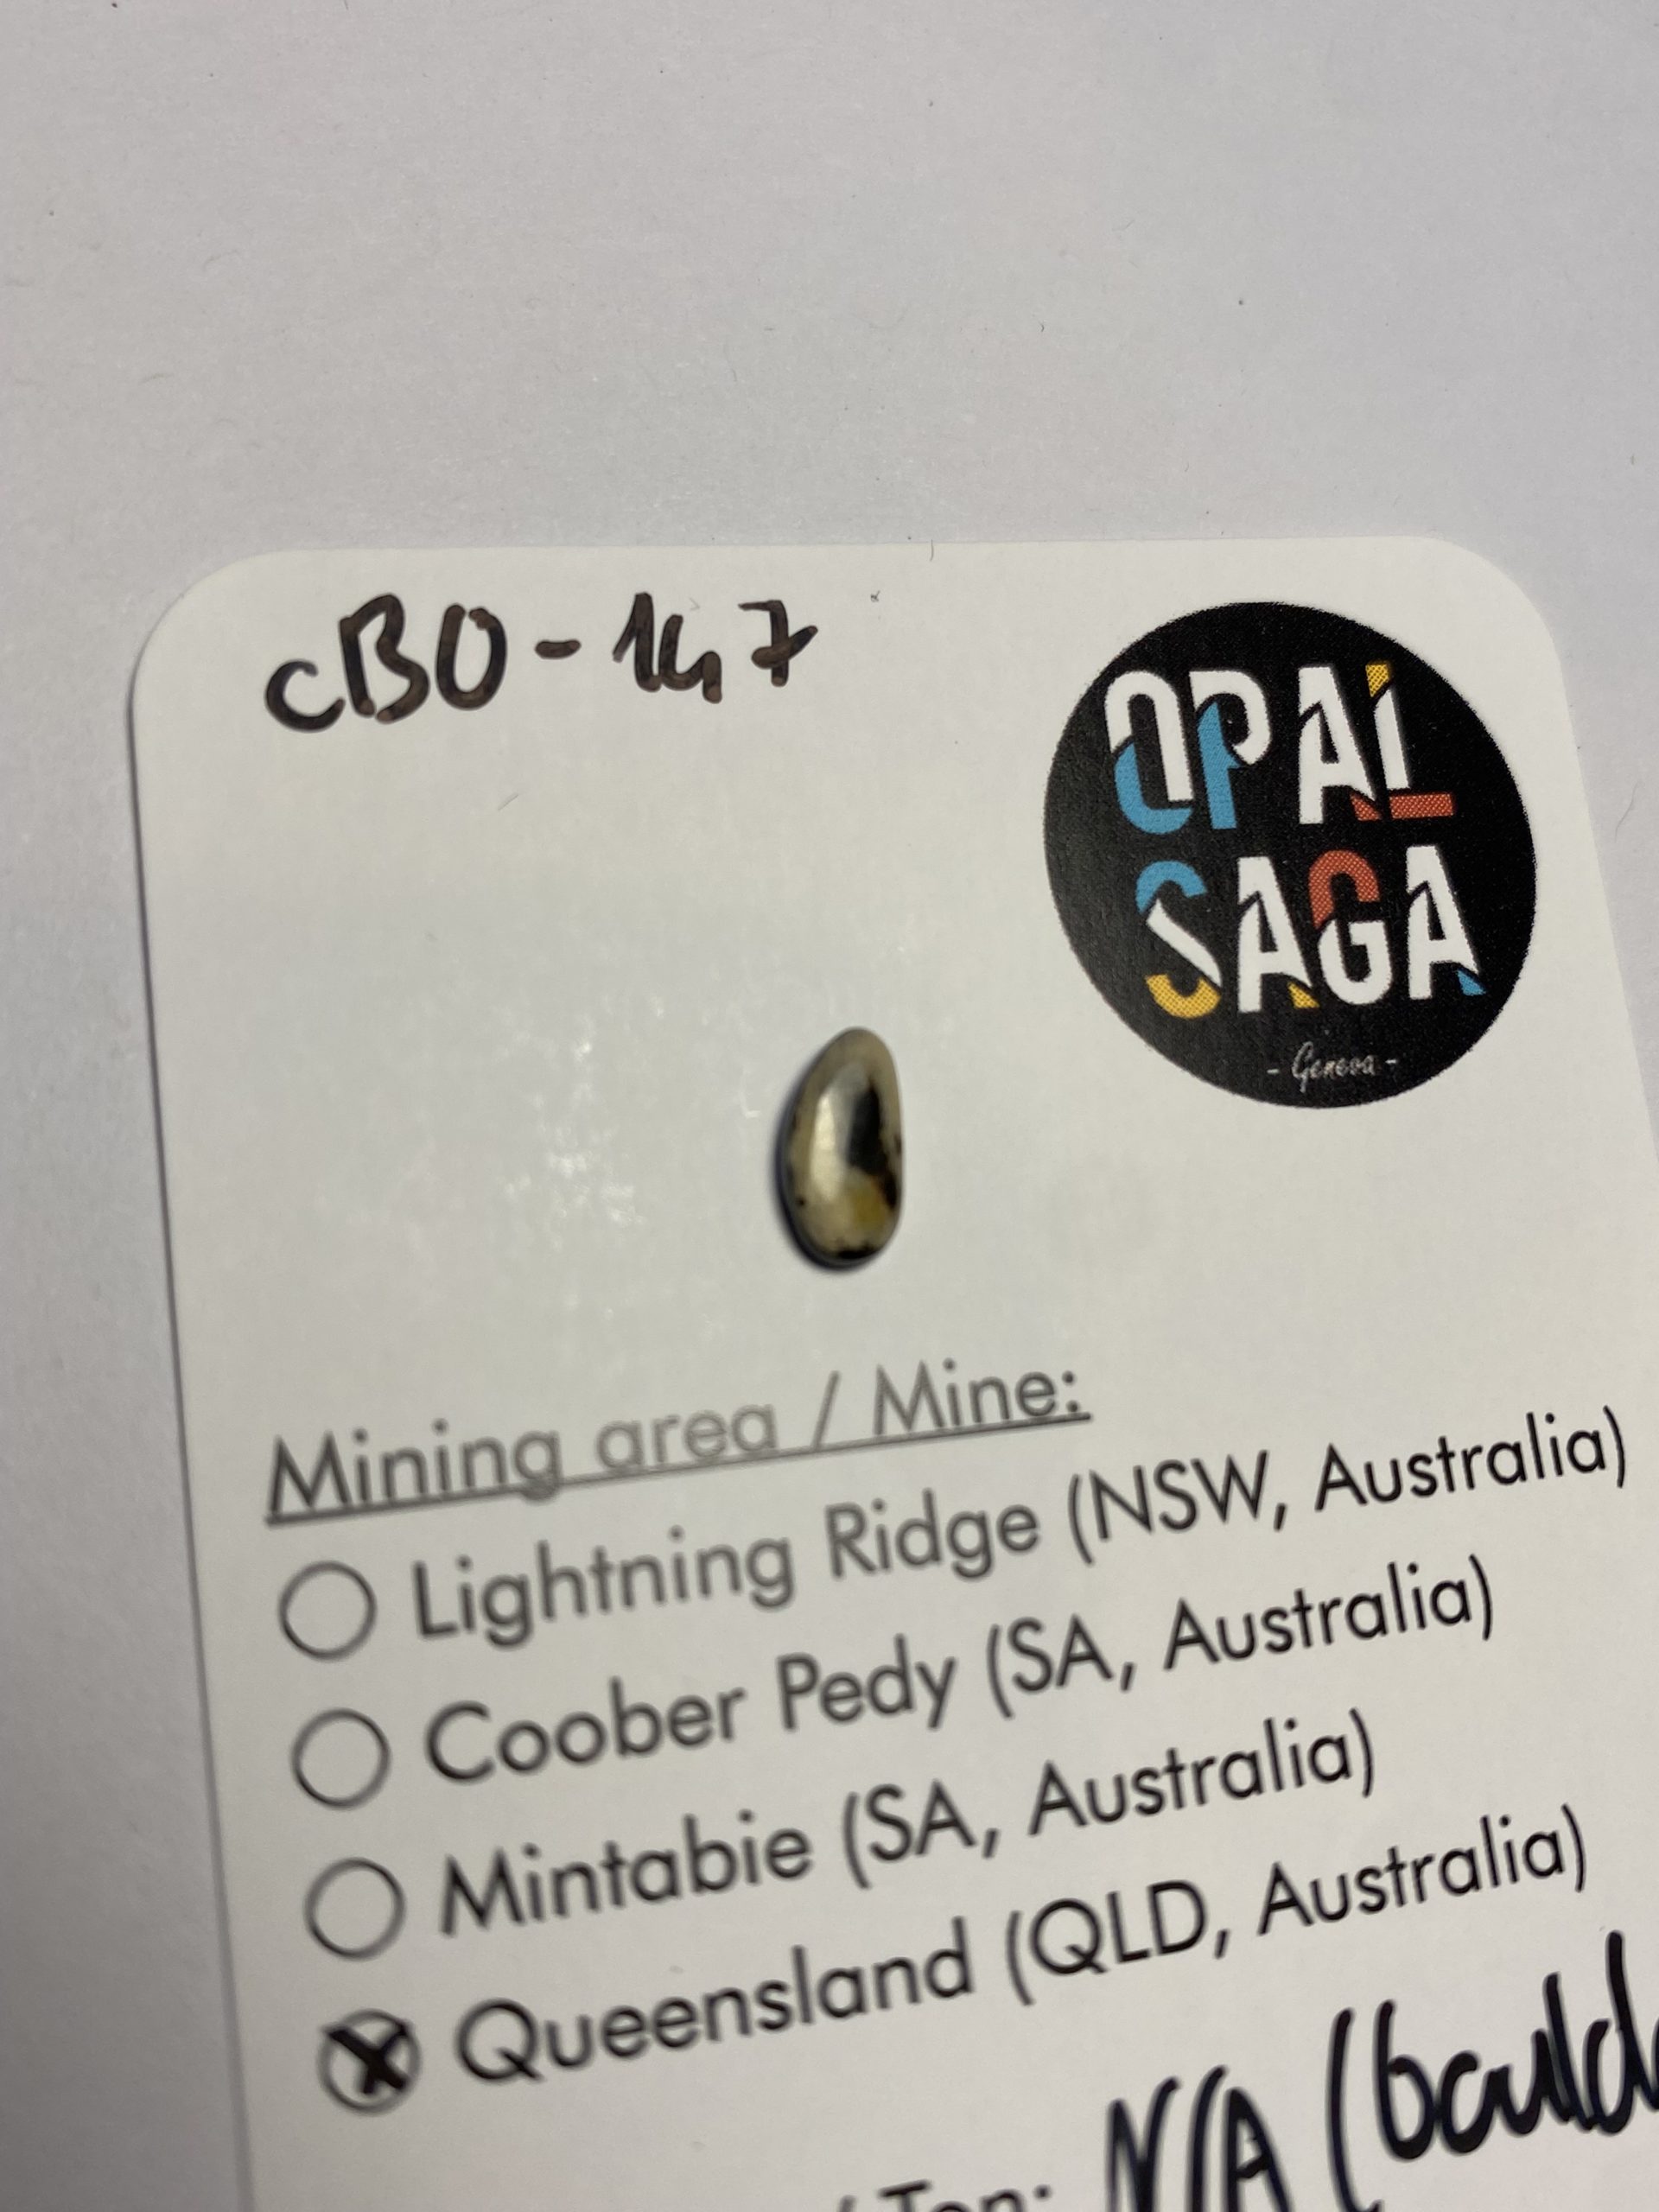 cBO-147
OPAL
SAGA
- Geneva -
Mining area / Mine:
Lightning Ridge (NSW, Australia)
Coober Pedy (SA, Australia)
Mintabie (SA, Australia)
Queensland (QLD, Australia)
N/A (bould